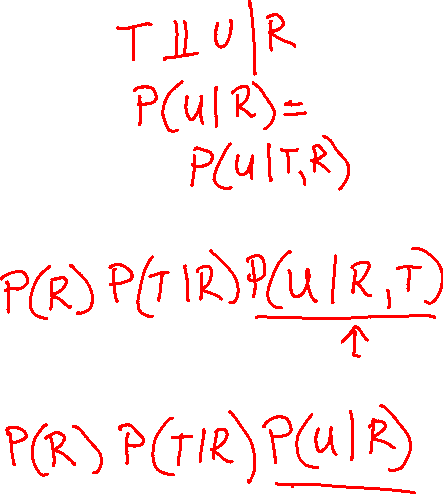 T ⫫ U | R
P(U|R)=
P(U|T,R)
P(R) P(T|R) P(U|R,T)
↑
P(R) P(T|R) P(U|R)